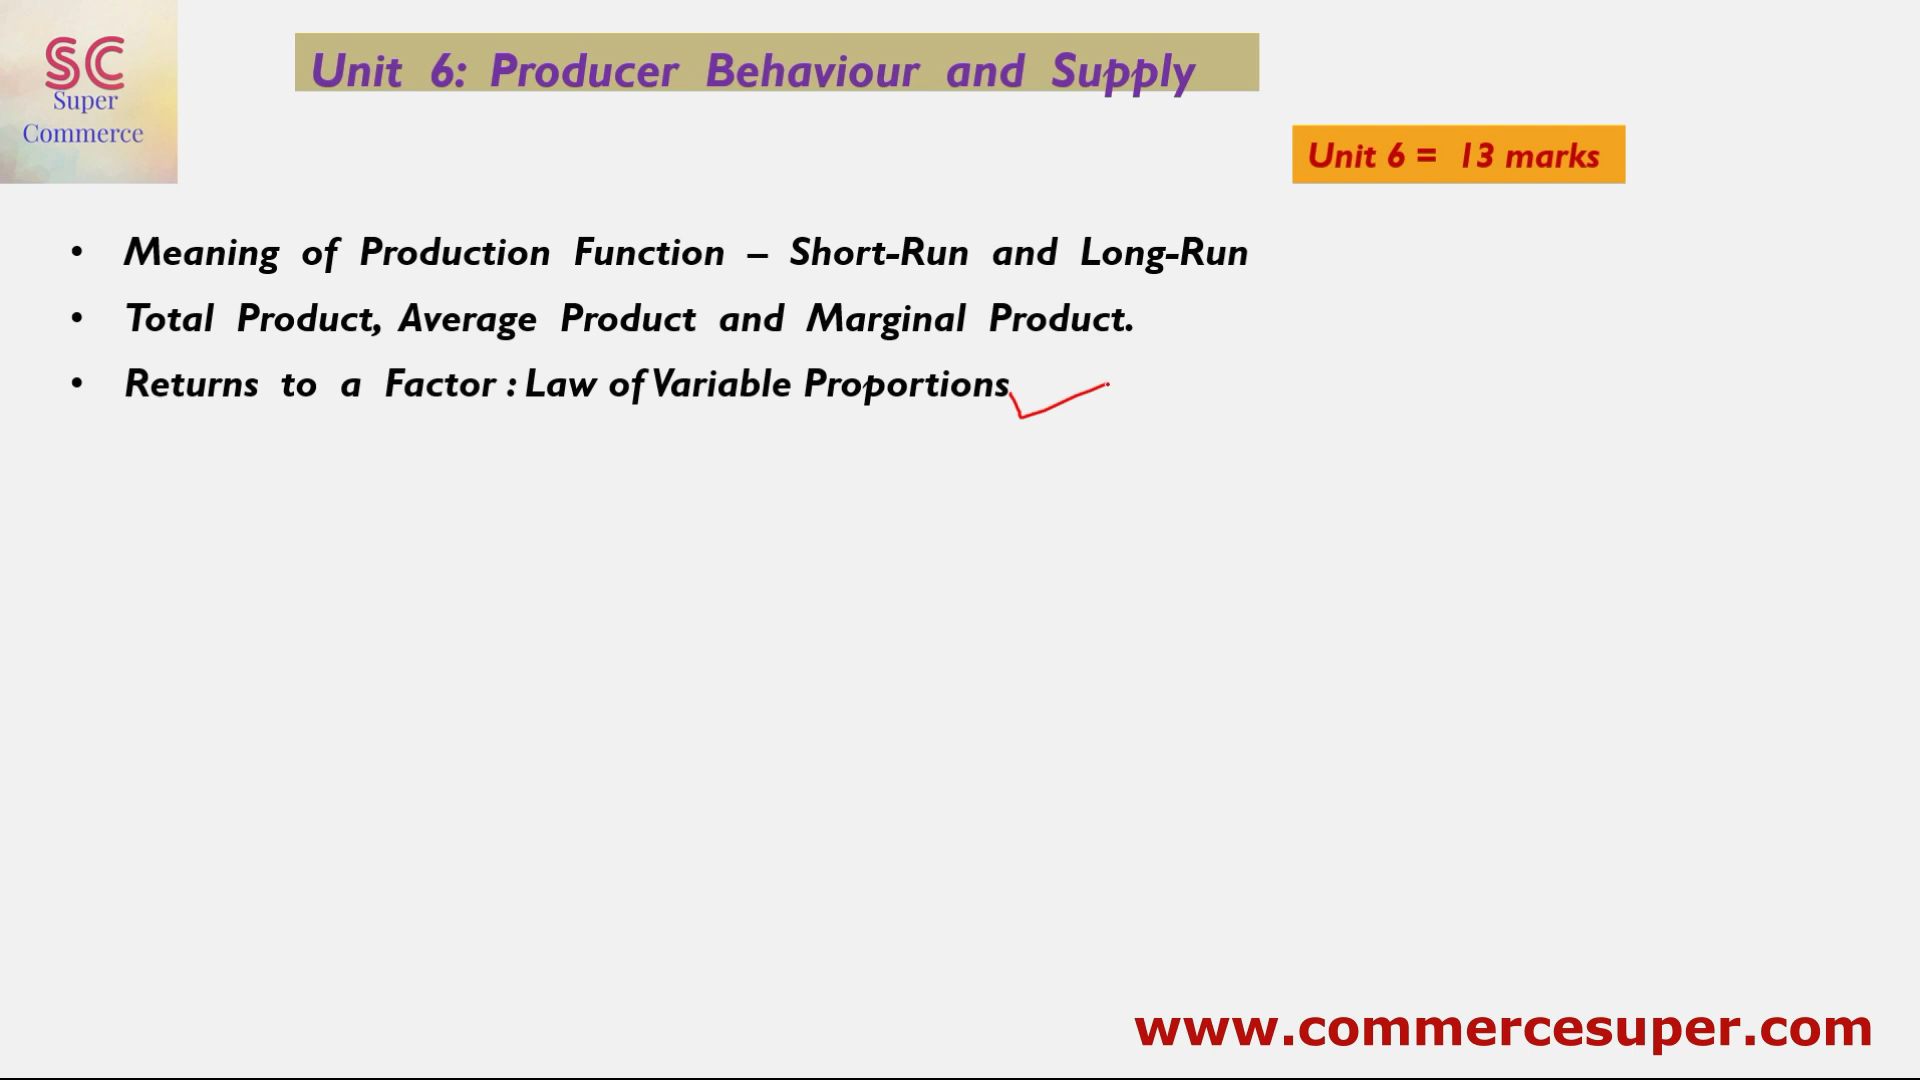 SC
Super
Commerce
Unit 6: Producer Behaviour and Supply
Unit 6 = 13 marks
• Meaning of Production Function – Short-Run and Long-Run
• Total Product, Average Product and Marginal Product.
• Returns to a Factor : Law of Variable Proportions
www.commercesuper.com